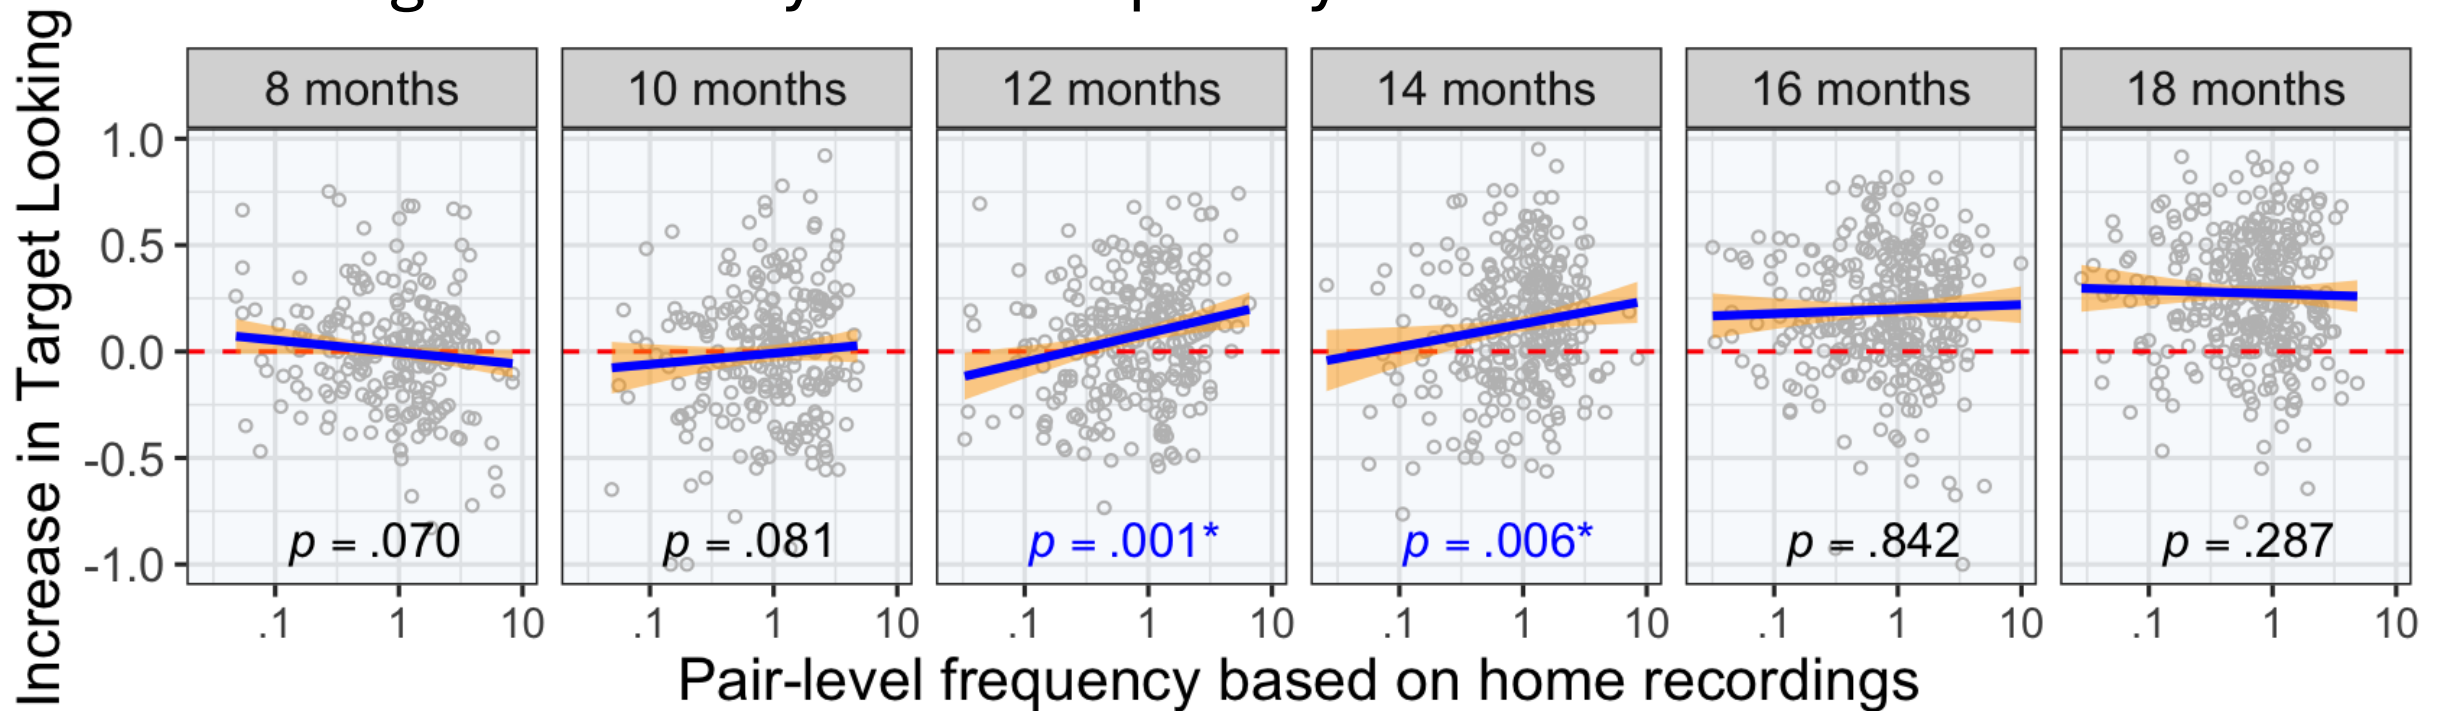 8 months 10 months 12 months 14 months 16 months 18 months
Increase in Target Looking
1.0
0.5
0.0
-0.5
-1.0
p = .070 p = .081 p = .001* p = .006* p = .842 p = .287
.1 1 10 .1 1 10 .1 1 10 .1 1 10 .1 1 10 .1 1 10
Pair-level frequency based on home recordings